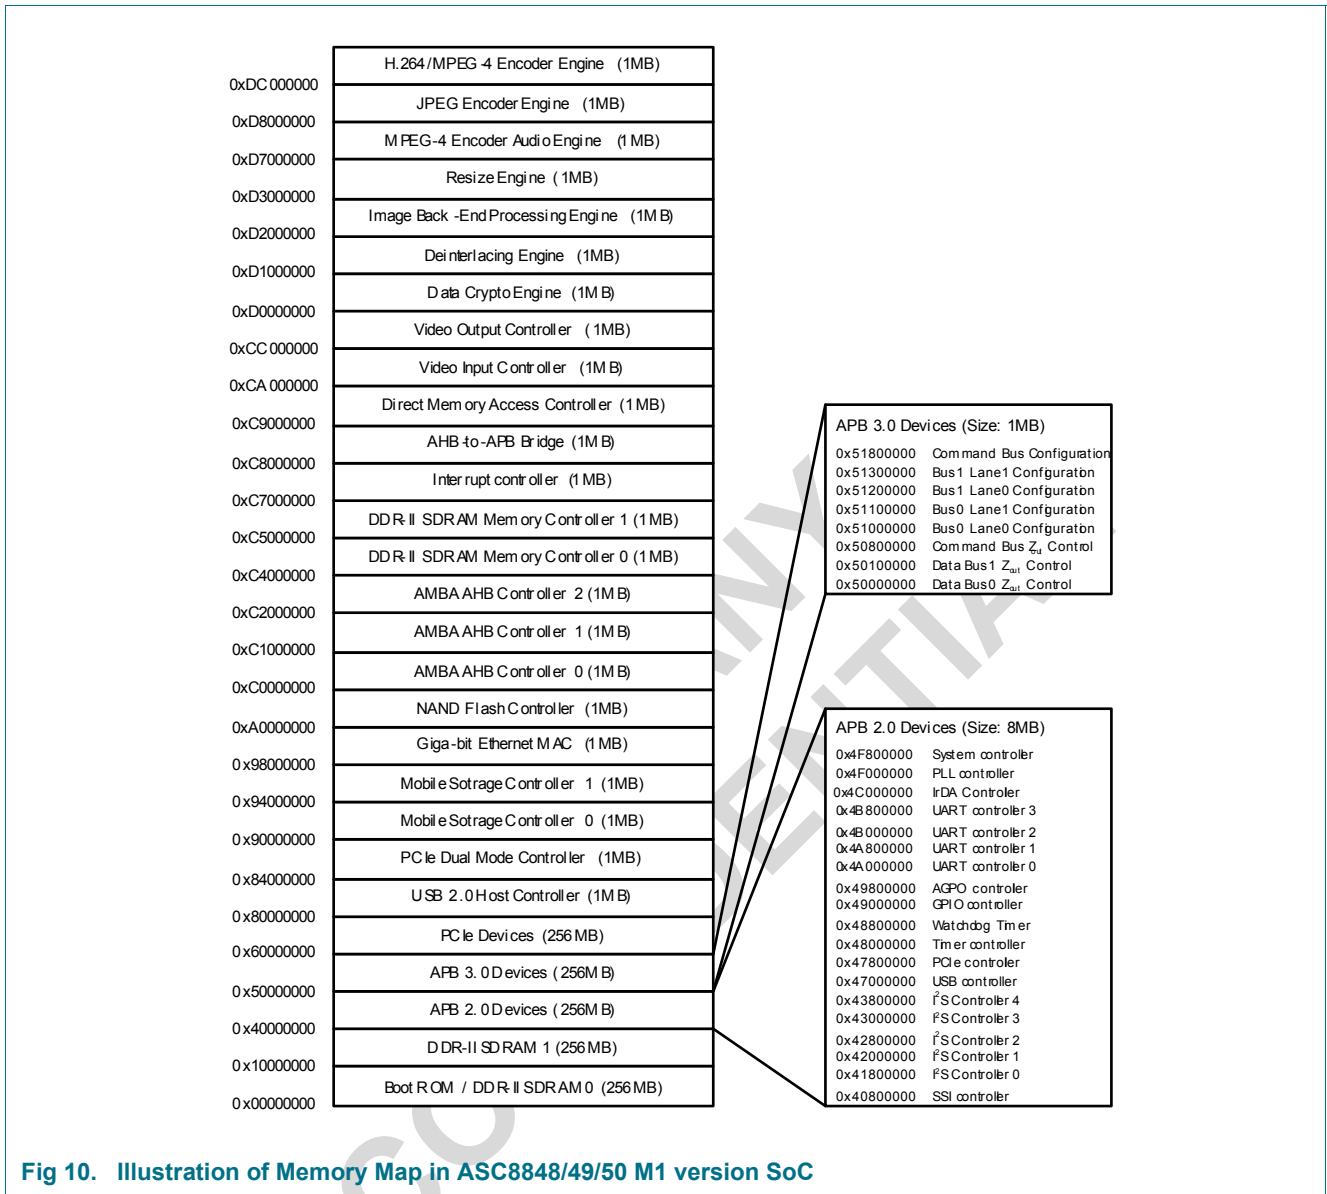 H.264/MPEG-4 Encoder Engine (1MB)
0xDC000000
JPEG Encoder Engine (1MB)
0xD8000000
MPEG-4 Encoder Audio Engine (1MB)
0xD7000000
Resize Engine (1MB)
0xD3000000
Image Back-End Processing Engine (1MB)
0xD2000000
Deinterlacing Engine (1MB)
0xD1000000
Data Crypto Engine (1MB)
0xD0000000
Video Output Controller (1MB)
0xCC000000
Video Input Controller (1MB)
0xCA000000
Direct Memory Access Controller (1MB)
0xC9000000
AHB-to-APB Bridge (1MB)
0xC8000000
Interrupt controller (1MB)
0xC7000000
DDR-II SDRAM Memory Controller 1 (1MB)
0xC5000000
DDR-II SDRAM Memory Controller 0 (1MB)
0xC4000000
AMBA AHB Controller 2 (1MB)
0xC2000000
AMBA AHB Controller 1 (1MB)
0xC1000000
AMBA AHB Controller 0 (1MB)
0xC0000000
NAND Flash Controller (1MB)
0xA0000000
Giga-bit Ethernet MAC (1MB)
0x98000000
Mobile Sotrage Controller 1 (1MB)
0x94000000
Mobile Sotrage Controller 0 (1MB)
0x90000000
PCIe Dual Mode Controller (1MB)
0x84000000
USB 2.0 Host Controller (1MB)
0x80000000
PCIe Devices (256MB)
0x60000000
APB 3.0 Devices (256MB)
0x50000000
APB 2.0 Devices (256MB)
0x40000000
DDR-II SDRAM 1 (256MB)
0x10000000
Boot ROM / DDR-II SDRAM 0 (256MB)
0x00000000
APB 3.0 Devices (Size: 1MB)
0x51800000 Command Bus Configuration
0x51300000 Bus1 Lane1 Configuration
0x51200000 Bus1 Lane0 Configuration
0x51100000 Bus0 Lane1 Configuration
0x51000000 Bus0 Lane0 Configuration
0x50800000 Command Bus Zout Control
0x50100000 Data Bus1 Zout Control
0x50000000 Data Bus0 Zout Control
APB 2.0 Devices (Size: 8MB)
0x4F800000 System controller
0x4F000000 PLL controller
0x4C000000 IrDA Controller
0x4B800000 UART controller 3
0x4B000000 UART controller 2
0x4A800000 UART controller 1
0x4A000000 UART controller 0
0x49800000 AGPO controller
0x49000000 GPIO controller
0x48800000 Watchdog Timer
0x48000000 Timer controller
0x47800000 PCIe controller
0x47000000 USB controller
0x43800000 I²S Controller 4
0x43000000 I²S Controller 3
0x42800000 I²S Controller 2
0x42000000 I²S Controller 1
0x41800000 I²S Controller 0
0x40800000 SSI controller
Fig 10. Illustration of Memory Map in ASC8848/49/50 M1 version SoC